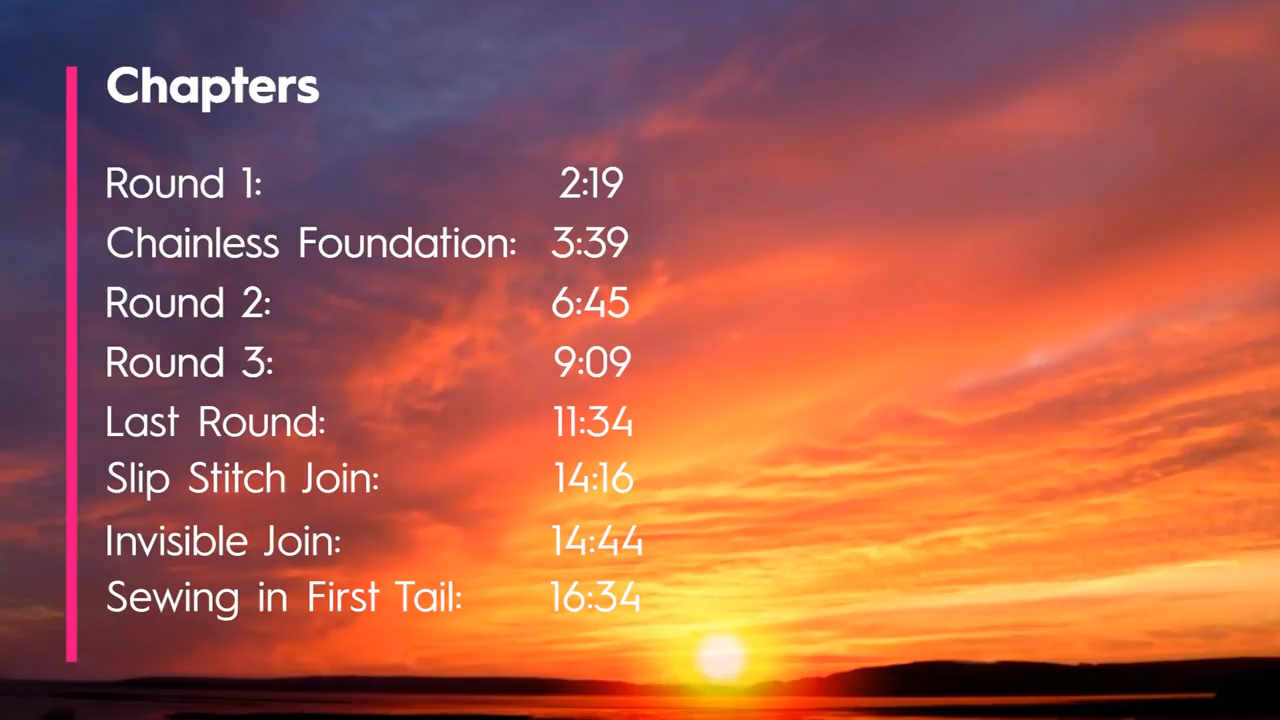 Chapters
Round 1: 2:19
Chainless Foundation: 3:39
Round 2: 6:45
Round 3: 9:09
Last Round: 11:34
Slip Stitch Join: 14:16
Invisible Join: 14:44
Sewing in First Tail: 16:34